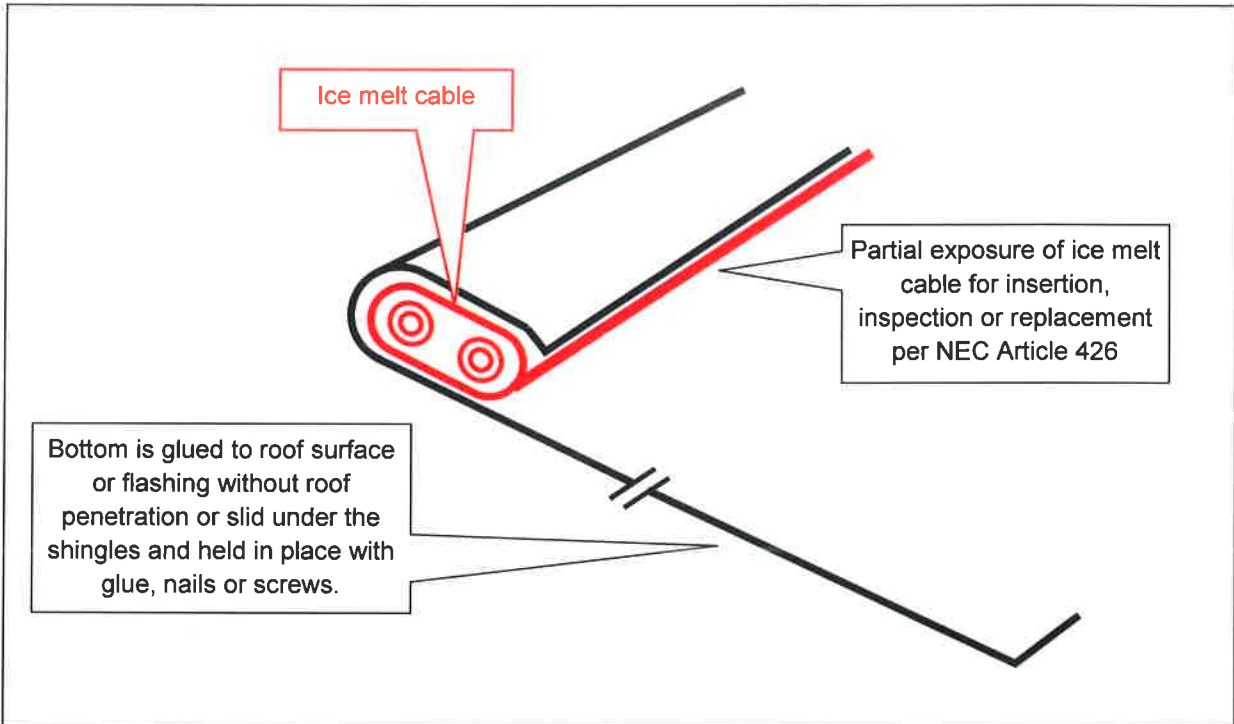 Ice melt cable
Partial exposure of ice melt
cable for insertion,
inspection or replacement
per NEC Article 426
Bottom is glued to roof surface
or flashing without roof
penetration or slid under the
shingles and held in place with
glue, nails or screws.